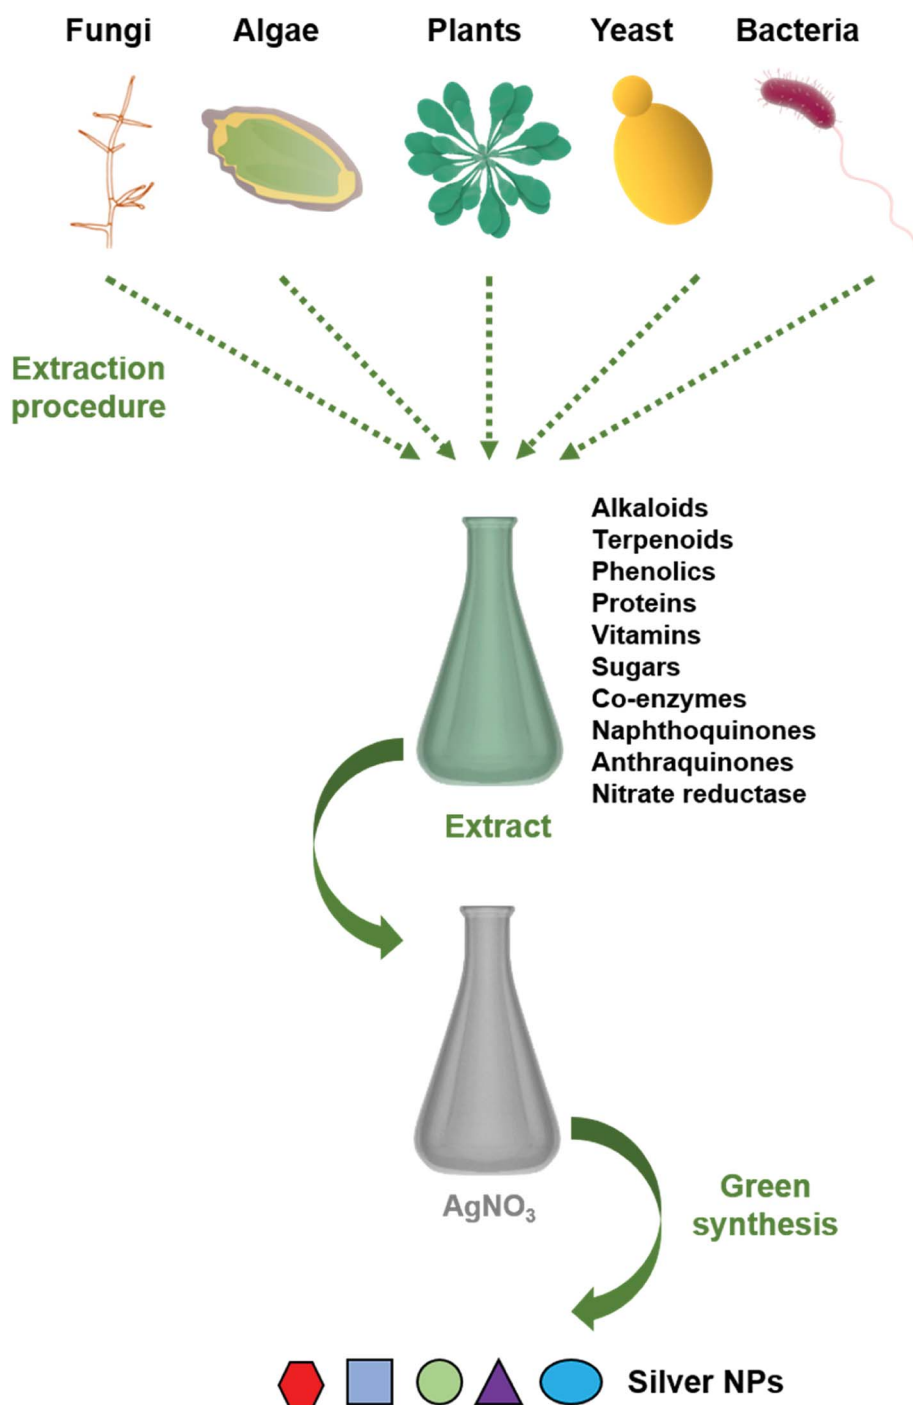 Fungi Algae Plants Yeast Bacteria
Extraction
procedure
Alkaloids
Terpenoids
Phenolics
Proteins
Vitamins
Sugars
Co-enzymes
Naphthoquinones
Anthraquinones
Nitrate reductase
Extract
AgNO₃
Green
synthesis
Silver NPs